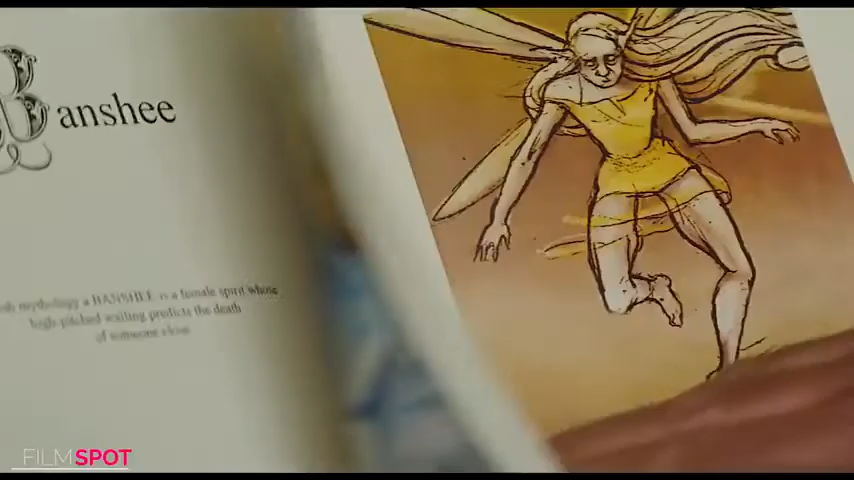 Banshee
mythology a BANSHEE is a female spirit whose
high-pitched wailing predicts the death
of someone close
FILMSPOT